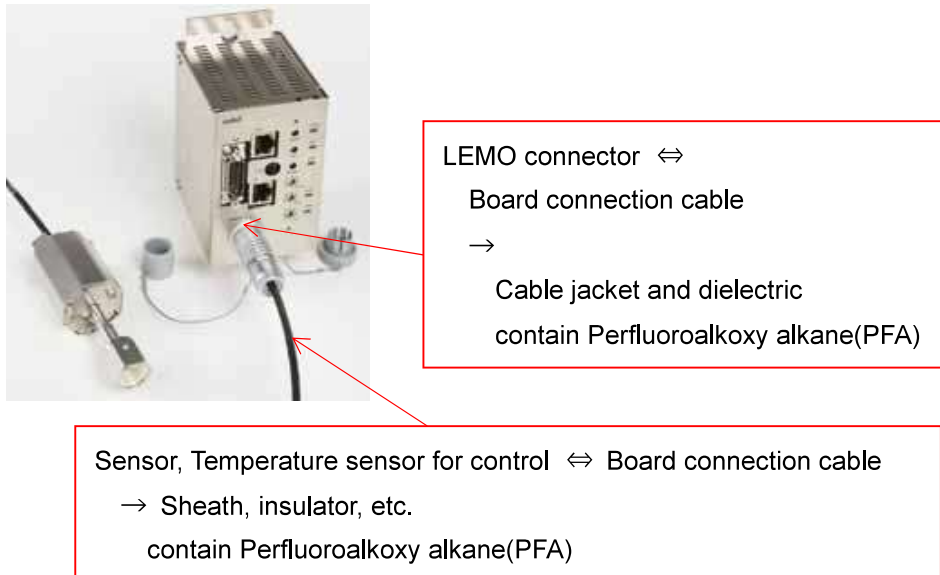 LEMO connector ⇔
Board connection cable
→
Cable jacket and dielectric
contain Perfluoroalkoxy alkane(PFA)
Sensor, Temperature sensor for control ⇔ Board connection cable
→ Sheath, insulator, etc.
contain Perfluoroalkoxy alkane(PFA)